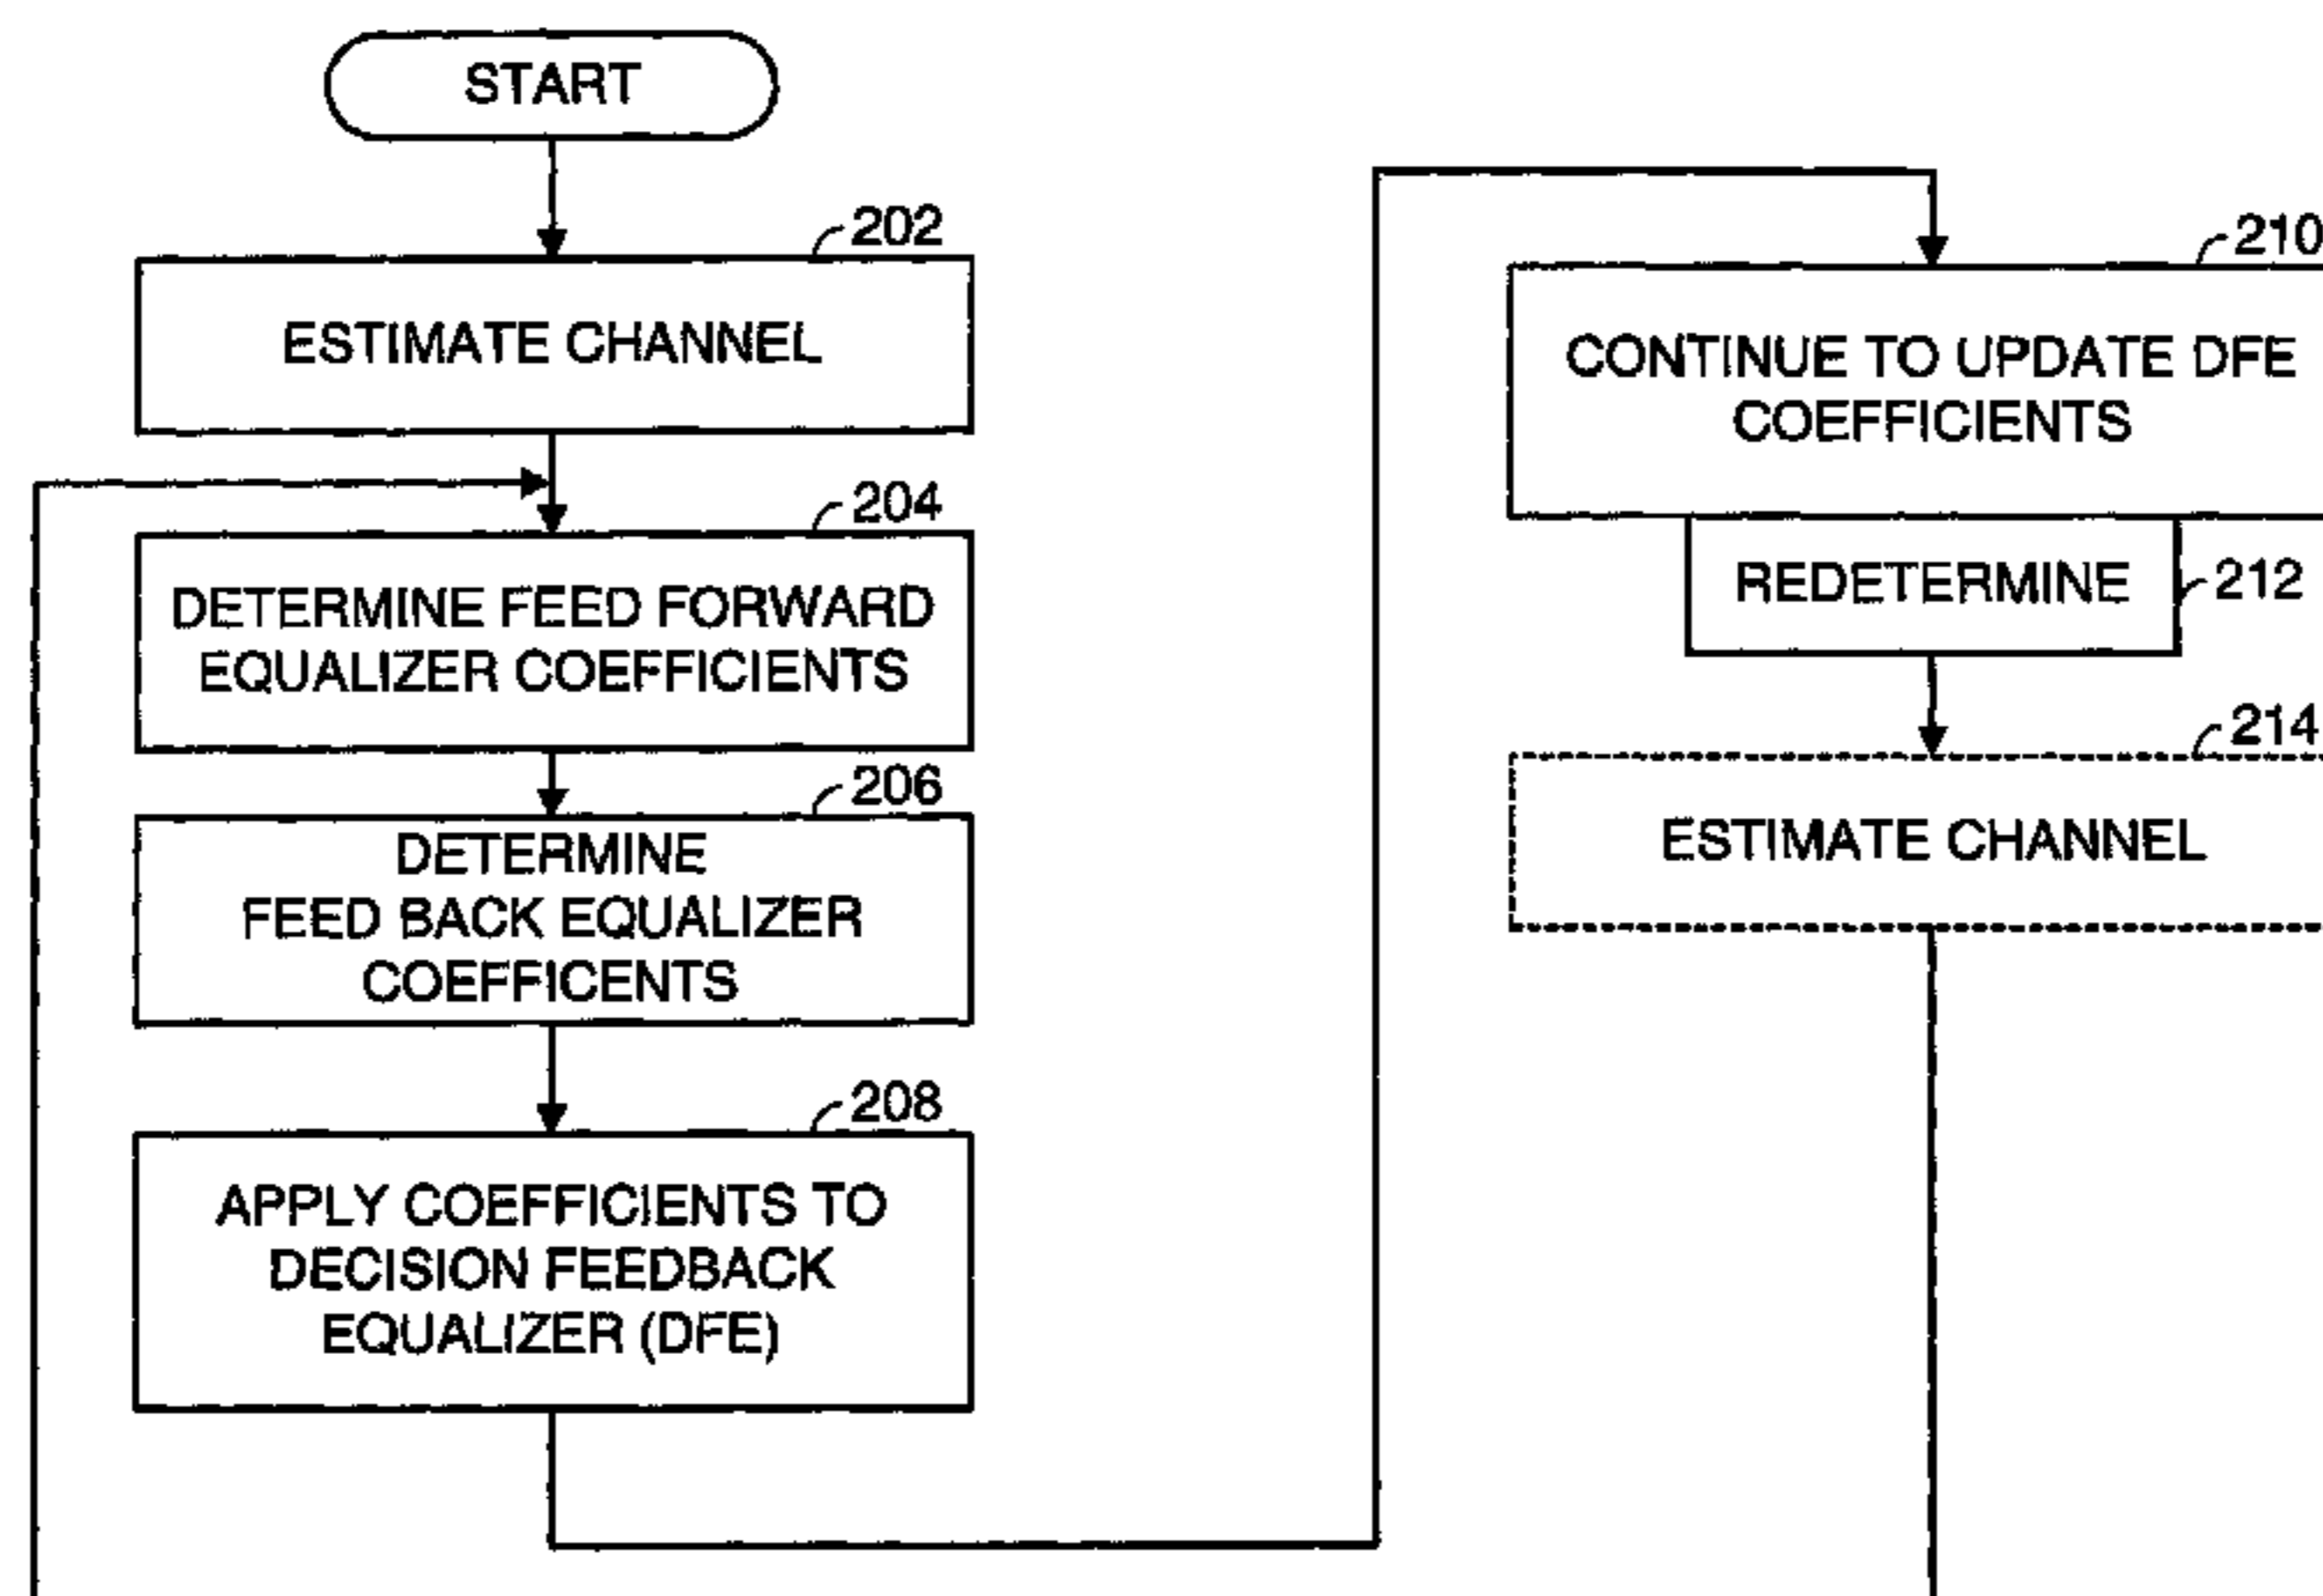 START
202
ESTIMATE CHANNEL
204
DETERMINE FEED FORWARD
EQUALIZER COEFFICIENTS
206
DETERMINE
FEED BACK EQUALIZER
COEFFICENTS
208
APPLY COEFFICIENTS TO
DECISION FEEDBACK
EQUALIZER (DFE)
210
CONTINUE TO UPDATE DFE
COEFFICIENTS
REDETERMINE
212
214
ESTIMATE CHANNEL